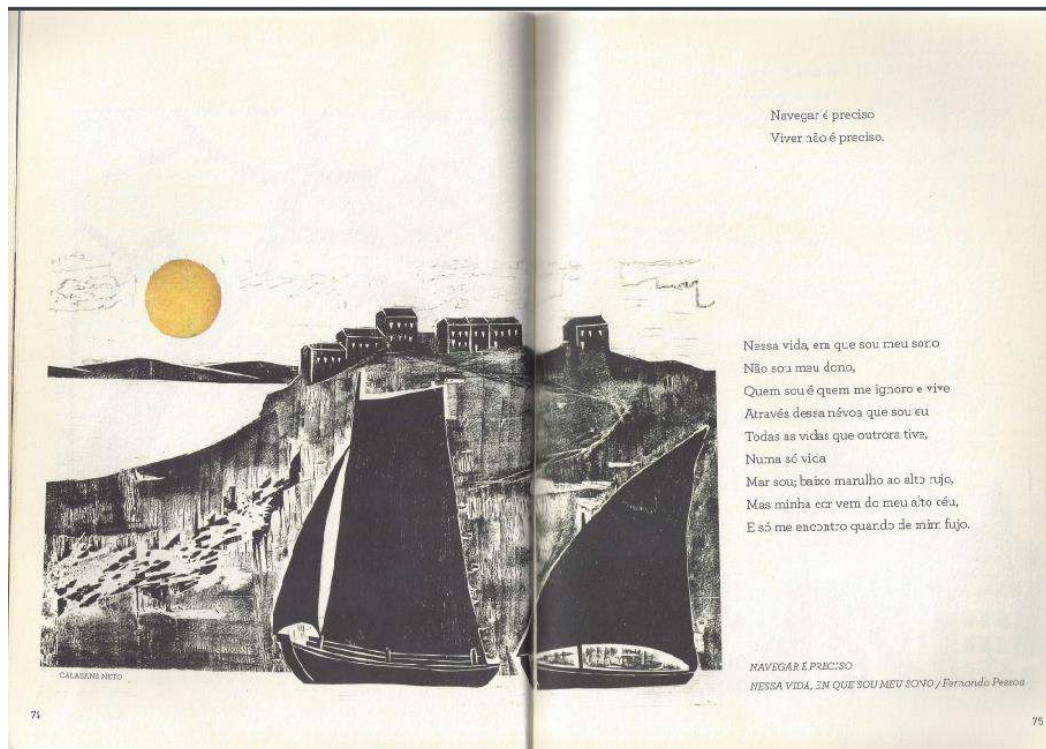 CALASENS NETO
74
Navegar é preciso
Viver não é preciso.
Nessa vida, em que sou meu sono
Não sou meu dono,
Quem sou é quem me ignoro e vive
Através dessa névoa que sou eu
Todas as vidas que outrora tive,
Numa só vida
Mar sou; baixo marulho ao alto rujo,
Mas minha cor vem do meu alto céu,
E só me encontro quando de mim fujo.
NAVEGAR É PRECISO
NESSA VIDA, EM QUE SOU MEU SONO / Fernando Pessoa
75